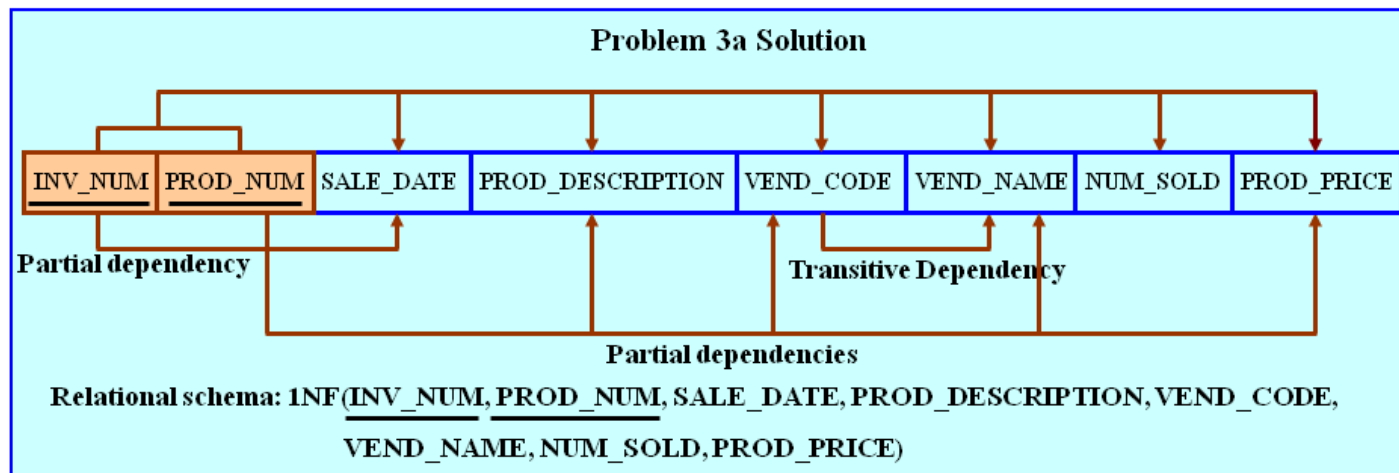 Problem 3a Solution
INV_NUM PROD_NUM SALE_DATE PROD_DESCRIPTION VEND_CODE VEND_NAME NUM_SOLD PROD_PRICE
Partial dependency
Transitive Dependency
Partial dependencies
Relational schema: 1NF(INV_NUM, PROD_NUM, SALE_DATE, PROD_DESCRIPTION, VEND_CODE,
VEND_NAME, NUM_SOLD, PROD_PRICE)